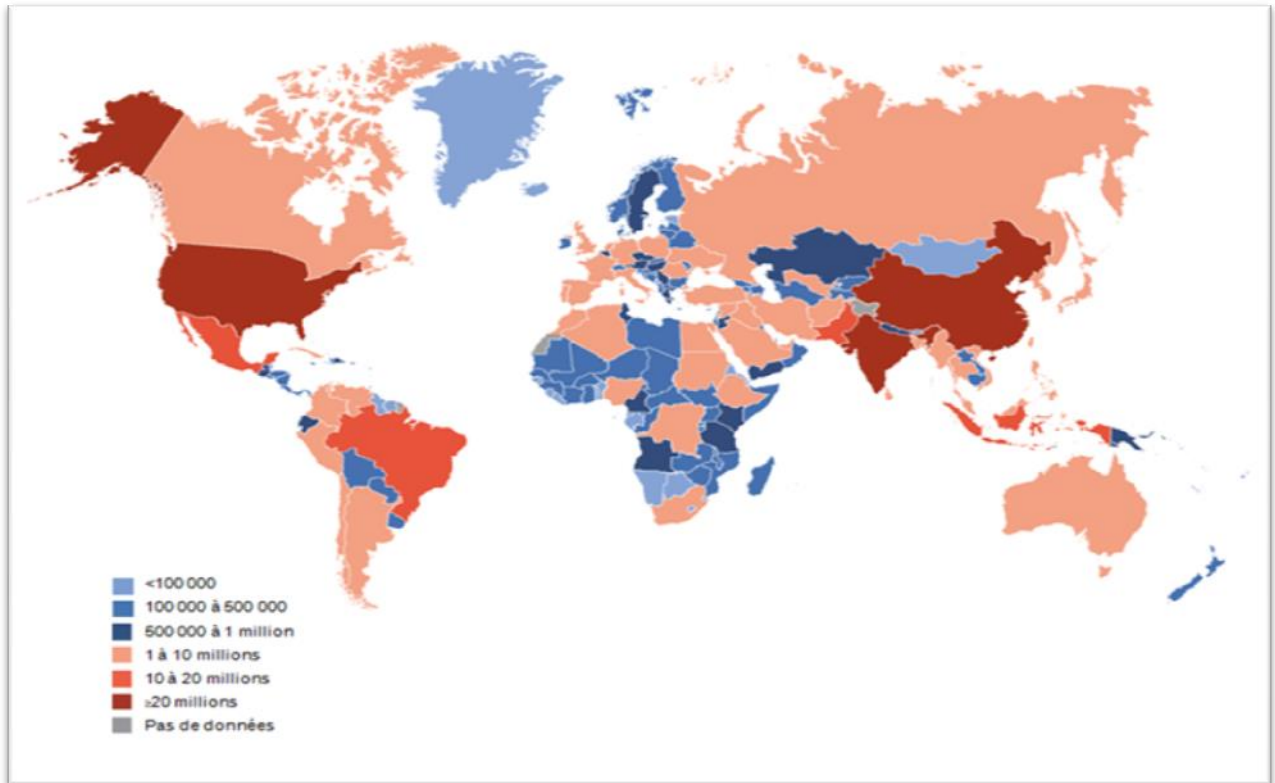 <100 000
100 000 à 500 000
500 000 à 1 million
1 à 10 millions
10 à 20 millions
≥20 millions
Pas de données